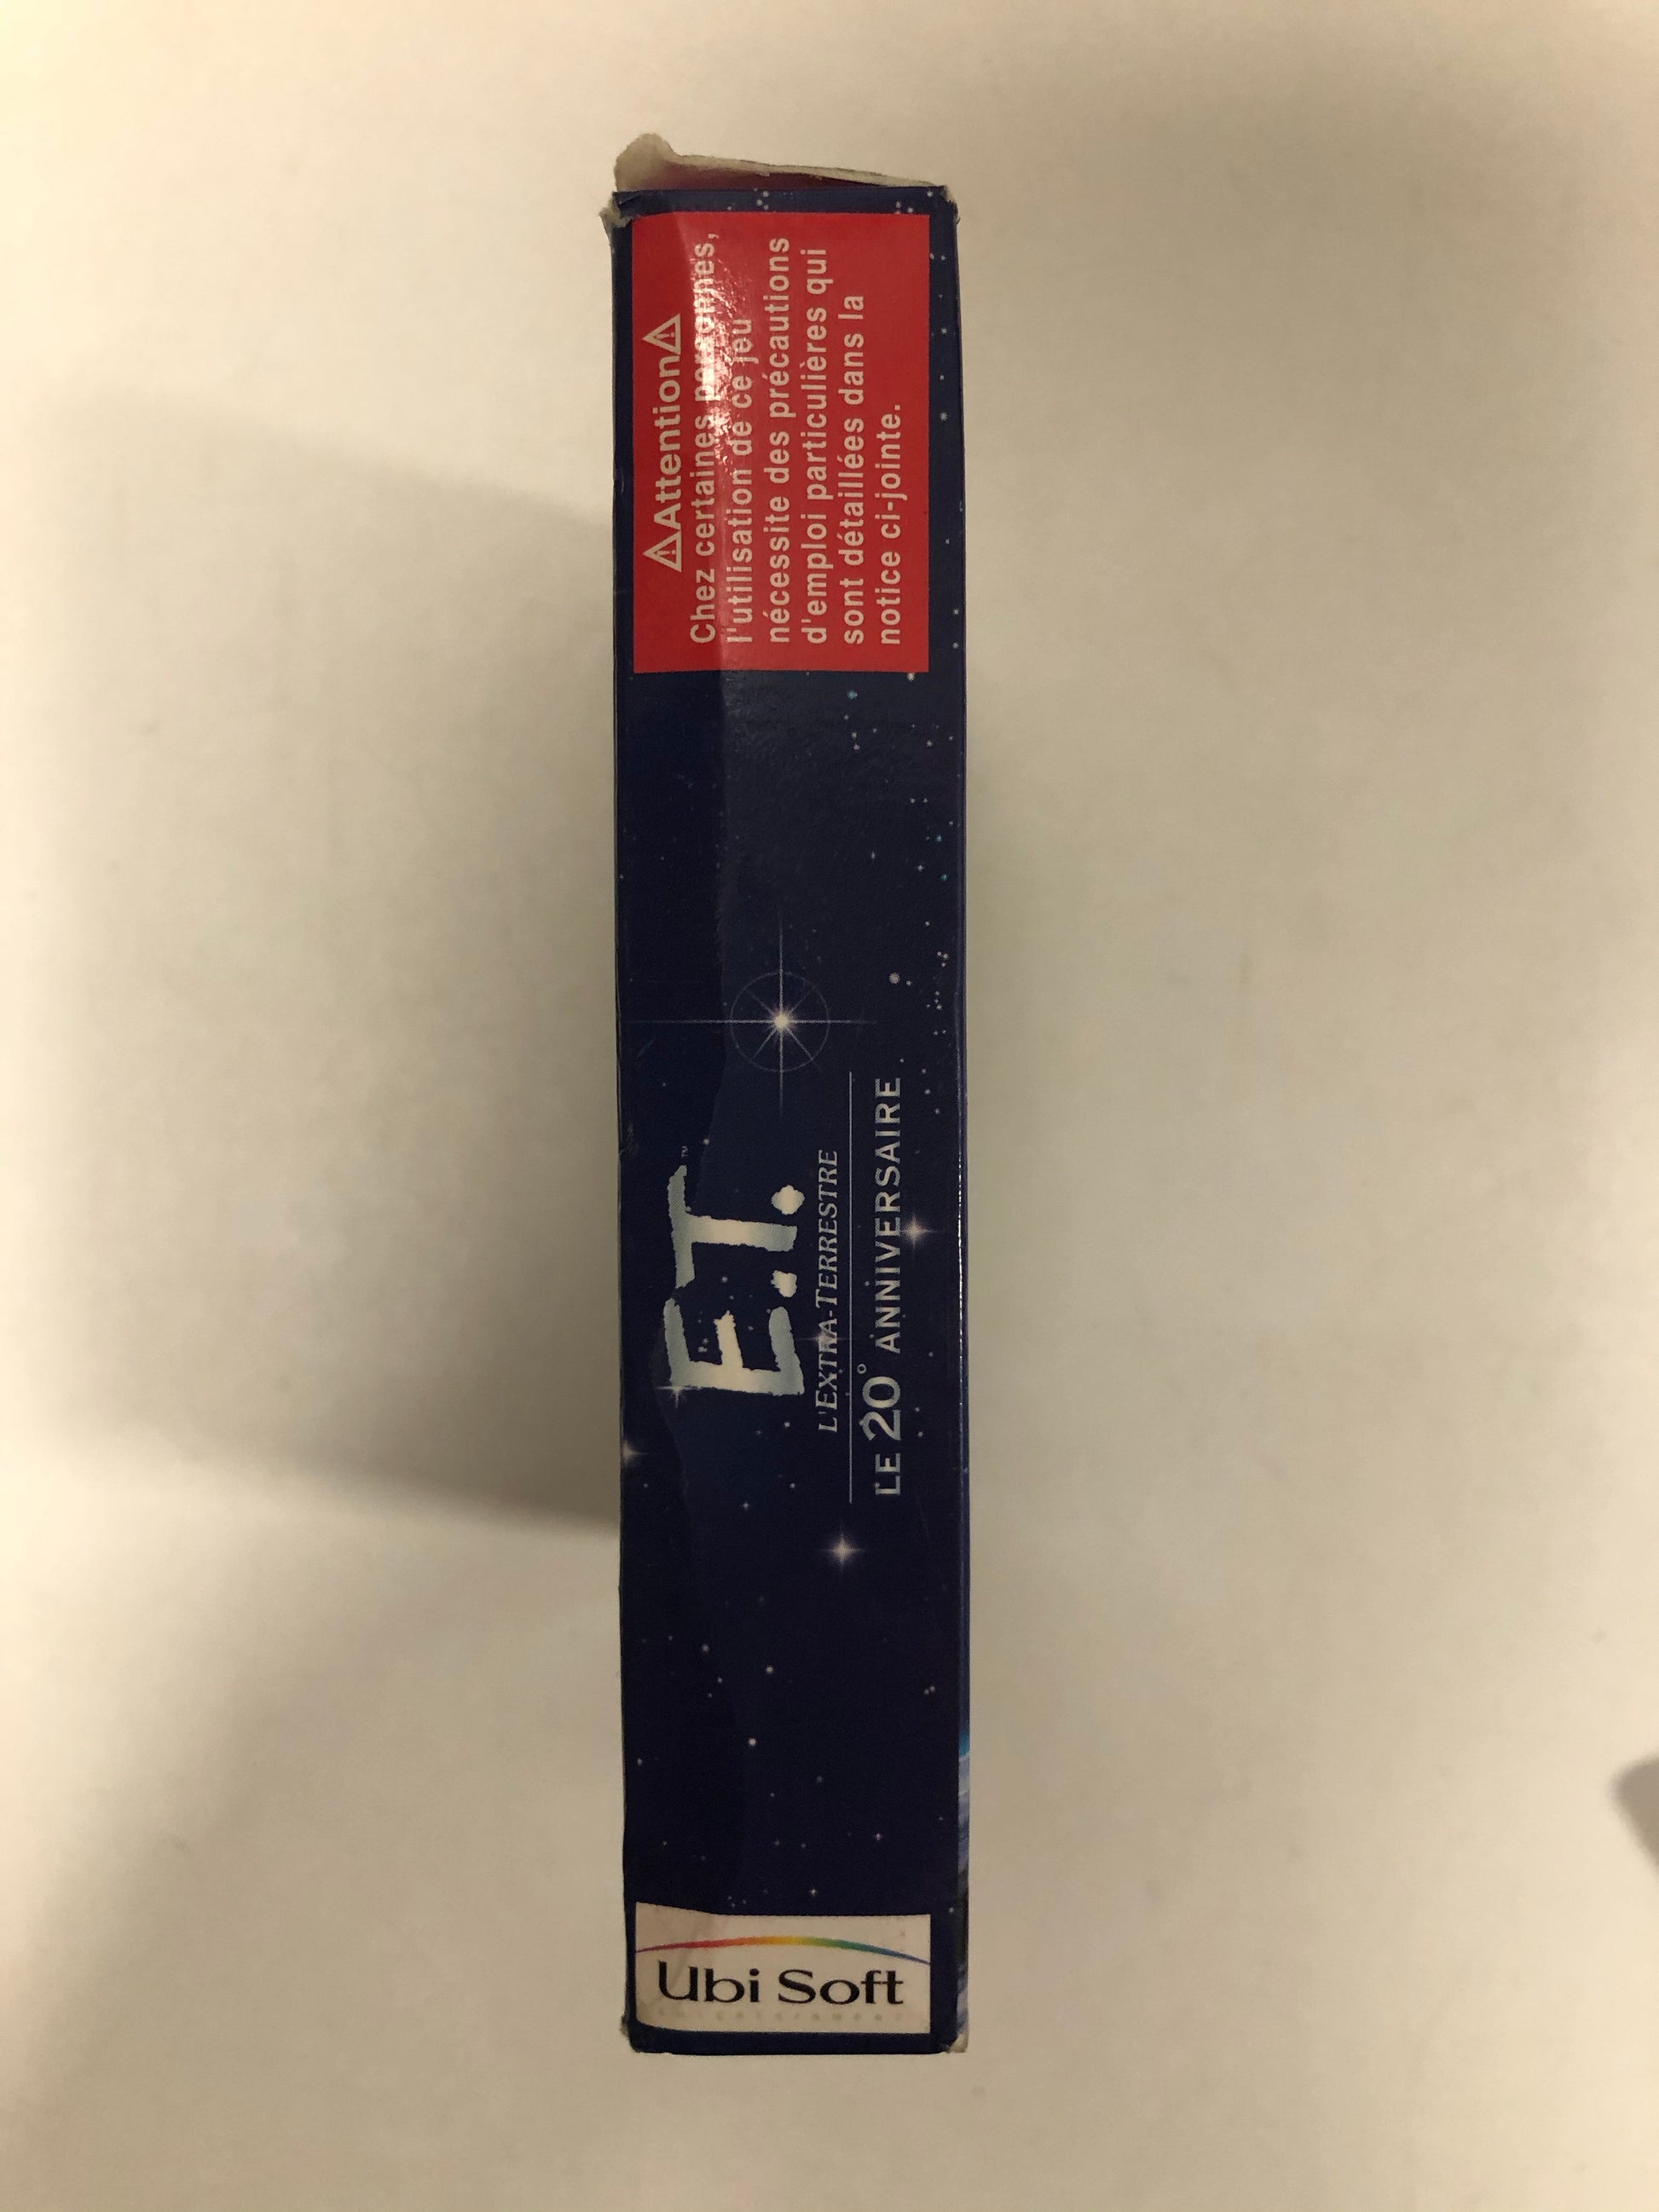 ⚠Attention⚠
Chez certaines personnes,
l'utilisation de ce jeu
nécessite des précautions
d'emploi particulières qui
sont détaillées dans la
notice ci-jointe.
E.T.™
L'EXTRA-TERRESTRE
LE 20° ANNIVERSAIRE
Ubi Soft